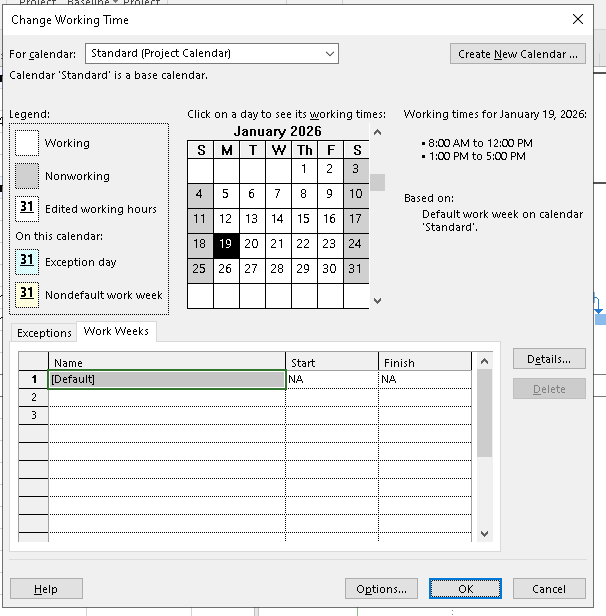 Project Baseline Project
Change Working Time
For calendar: Standard (Project Calendar)
Create New Calendar ...
Calendar 'Standard' is a base calendar.
Legend:
Working
Nonworking
31 Edited working hours
On this calendar:
31 Exception day
31 Nondefault work week
Click on a day to see its working times:
January 2026
S M T W Th F S
1 2 3
4 5 6 7 8 9 10
11 12 13 14 15 16 17
18 19 20 21 22 23 24
25 26 27 28 29 30 31
Working times for January 19, 2026:
• 8:00 AM to 12:00 PM
• 1:00 PM to 5:00 PM
Based on:
Default work week on calendar
'Standard'.
Exceptions Work Weeks
Name Start Finish
1 [Default] NA NA
2
3
Details...
Delete
Help
Options...
OK
Cancel